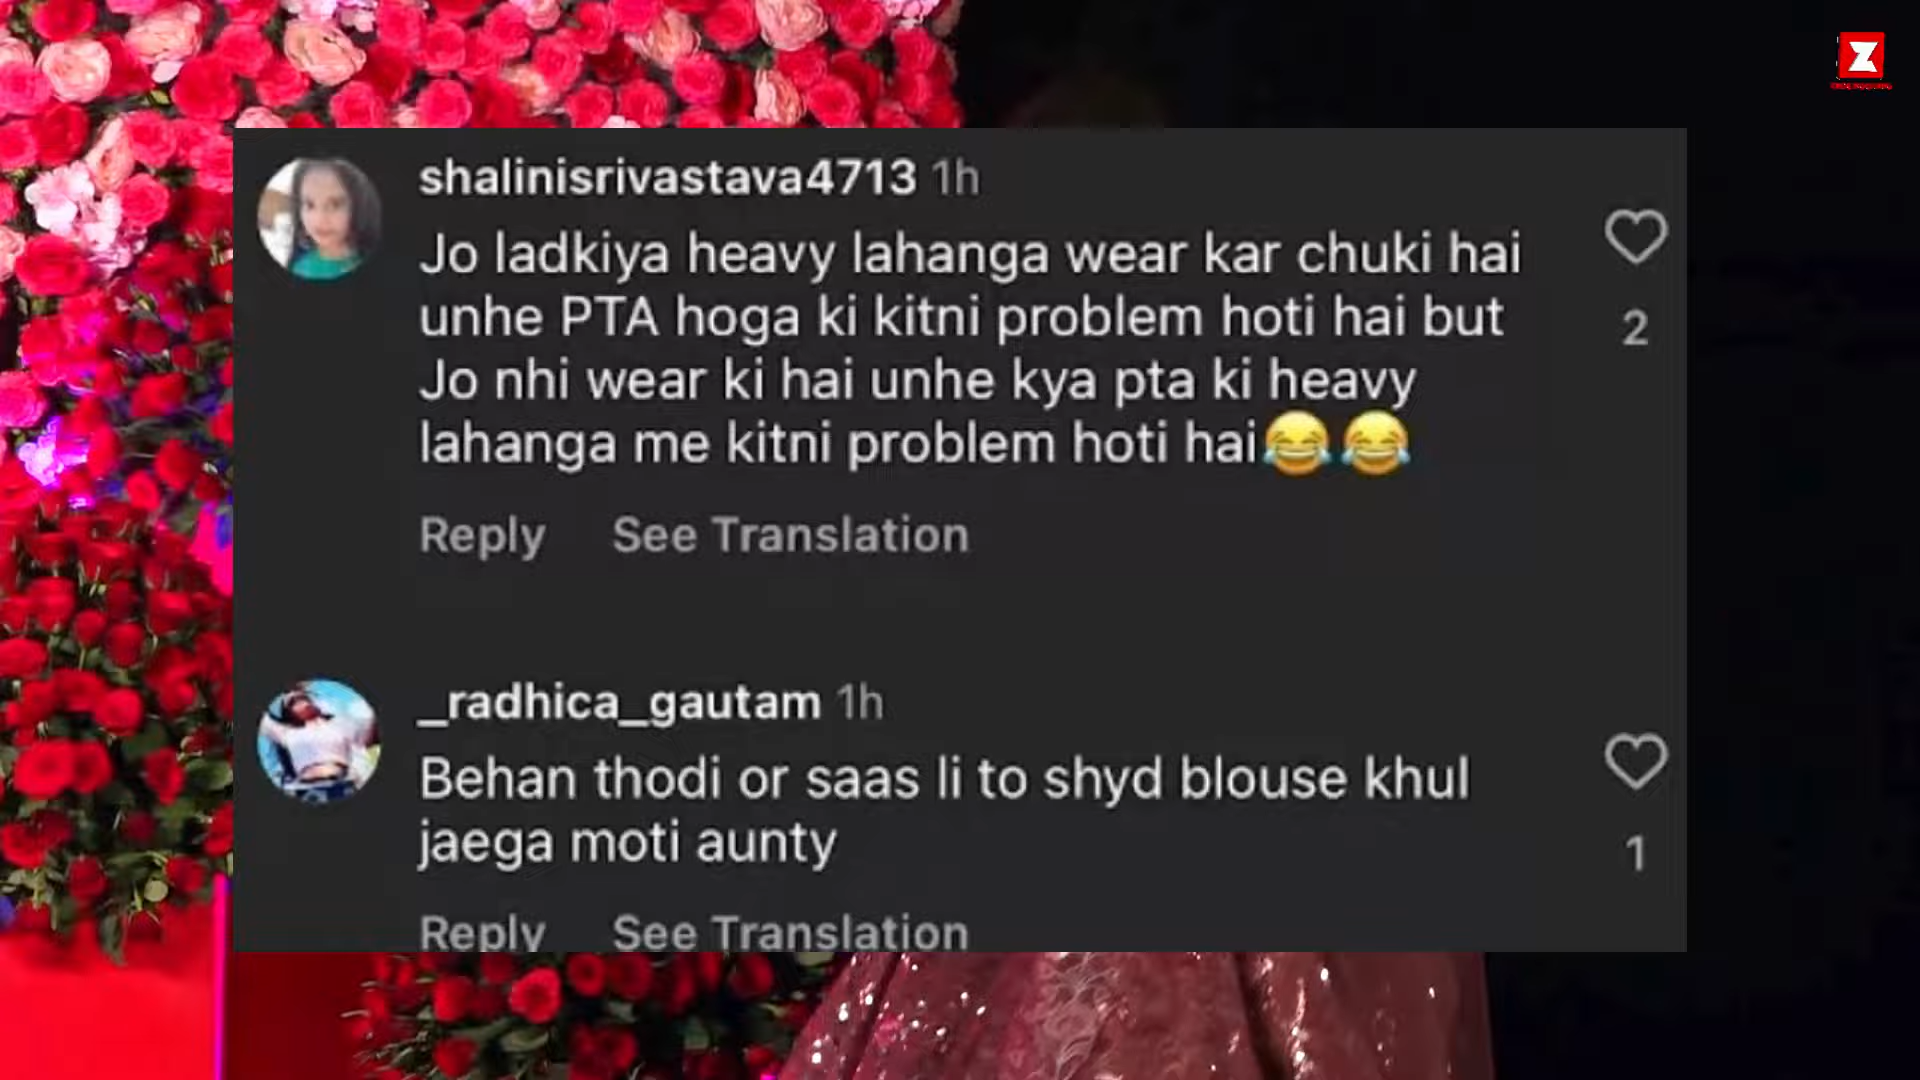 Z
shalinisrivastava4713 1h
Jo ladkiya heavy lahanga wear kar chuki hai
unhe PTA hoga ki kitni problem hoti hai but
Jo nhi wear ki hai unhe kya pta ki heavy
lahanga me kitni problem hoti hai😂😂
2
Reply See Translation
_radhica_gautam 1h
Behan thodi or saas li to shyd blouse khul
jaega moti aunty
1
Reply See Translation